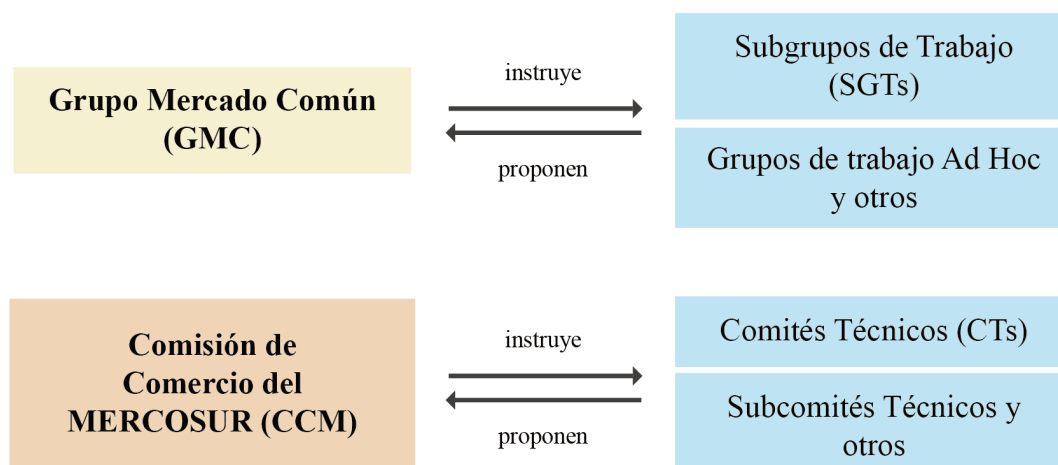 Grupo Mercado Común
(GMC)
instruye
proponen
Subgrupos de Trabajo
(SGTs)
Grupos de trabajo Ad Hoc
y otros
Comisión de
Comercio del
MERCOSUR (CCM)
instruye
proponen
Comités Técnicos (CTs)
Subcomités Técnicos y
otros